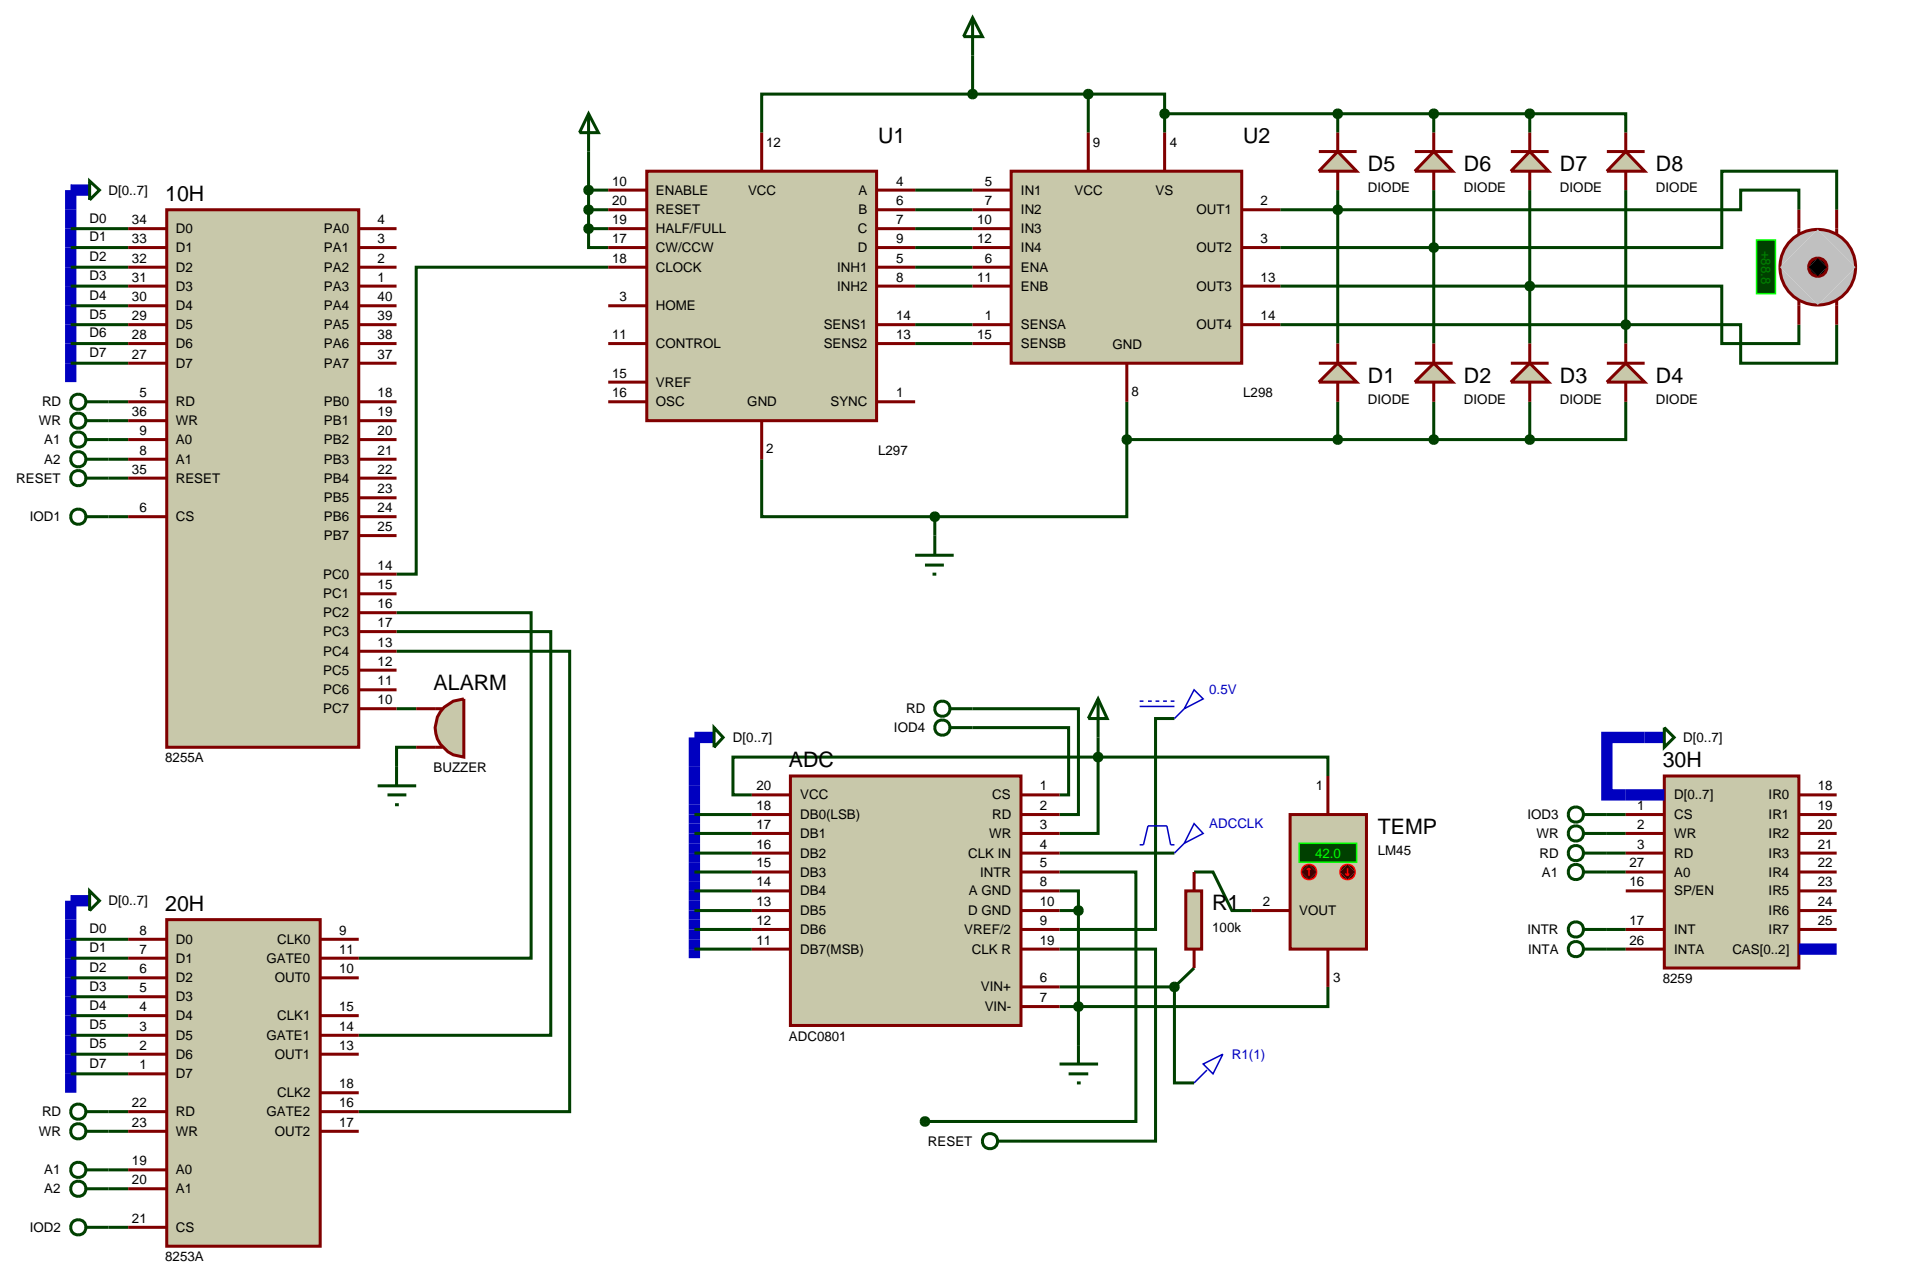 U1
12
VCC
10 ENABLE
20 RESET
19 HALF/FULL
17 CW/CCW
18 CLOCK
3 HOME
11 CONTROL
15 VREF
16 OSC
GND
2
A 4
B 6
C 7
D 9
INH1 5
INH2 8
SENS1 14
SENS2 13
SYNC 1
L297
U2
9
4
VCC
VS
5 IN1
7 IN2
10 IN3
12 IN4
6 ENA
11 ENB
1 SENSA
15 SENSB
OUT1 2
OUT2 3
OUT3 13
OUT4 14
GND
8
L298
D5
DIODE
D6
DIODE
D7
DIODE
D8
DIODE
D1
DIODE
D2
DIODE
D3
DIODE
D4
DIODE
+88.8
D[0..7]
10H
D0 34 D0
D1 33 D1
D2 32 D2
D3 31 D3
D4 30 D4
D5 29 D5
D6 28 D6
D7 27 D7
RD 5 RD
WR 36 WR
A1 9 A0
A2 8 A1
RESET 35 RESET
IOD1 6 CS
PA0 4
PA1 3
PA2 2
PA3 1
PA4 40
PA5 39
PA6 38
PA7 37
PB0 18
PB1 19
PB2 20
PB3 21
PB4 22
PB5 23
PB6 24
PB7 25
PC0 14
PC1 15
PC2 16
PC3 17
PC4 13
PC5 12
PC6 11
PC7 10
8255A
ALARM
BUZZER
D[0..7]
20H
D0 8 D0
D1 7 D1
D2 6 D2
D3 5 D3
D4 4 D4
D5 3 D5
D5 2 D6
D7 1 D7
RD 22 RD
WR 23 WR
A1 19 A0
A2 20 A1
IOD2 21 CS
CLK0 9
GATE0 11
OUT0 10
CLK1 15
GATE1 14
OUT1 13
CLK2 18
GATE2 16
OUT2 17
8253A
RD
IOD4
D[0..7]
ADC
20 VCC
18 DB0(LSB)
17 DB1
16 DB2
15 DB3
14 DB4
13 DB5
12 DB6
11 DB7(MSB)
CS 1
RD 2
WR 3
CLK IN 4
INTR 5
A GND 8
D GND 10
VREF/2 9
CLK R 19
VIN+ 6
VIN- 7
ADC0801
0.5V
ADCCLK
R1
100k
R1(1)
RESET
1
TEMP
LM45
42.0
2 VOUT
3
D[0..7]
30H
D[0..7]
IOD3 1 CS
WR 2 WR
RD 3 RD
A1 27 A0
16 SP/EN
INTR 17 INT
INTA 26 INTA
IR0 18
IR1 19
IR2 20
IR3 21
IR4 22
IR5 23
IR6 24
IR7 25
CAS[0..2]
8259